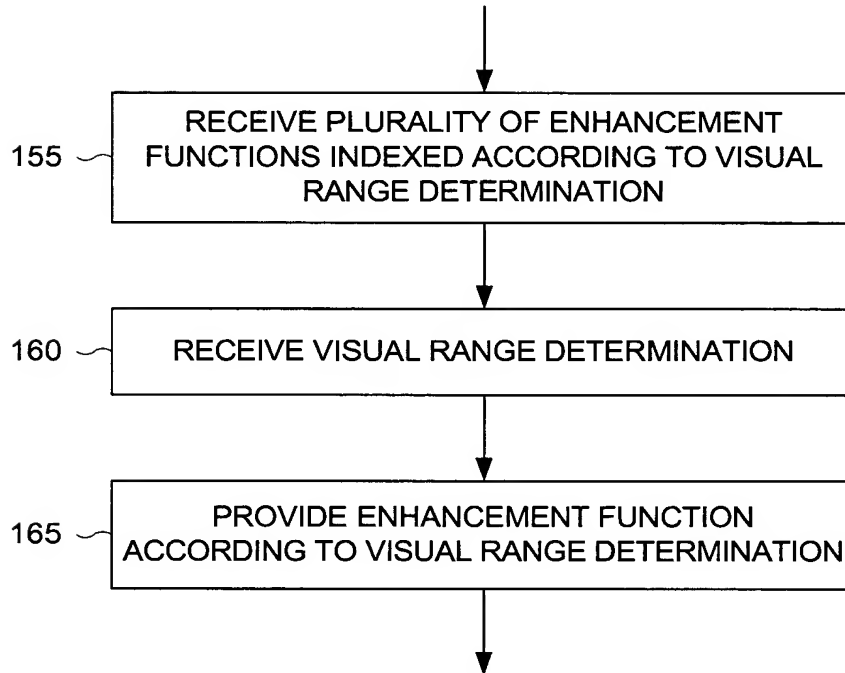 RECEIVE PLURALITY OF ENHANCEMENT
155
FUNCTIONS INDEXED ACCORDING TO VISUAL
RANGE DETERMINATION
160
RECEIVE VISUAL RANGE DETERMINATION
PROVIDE ENHANCEMENT FUNCTION
165
ACCORDING TO VISUAL RANGE DETERMINATION